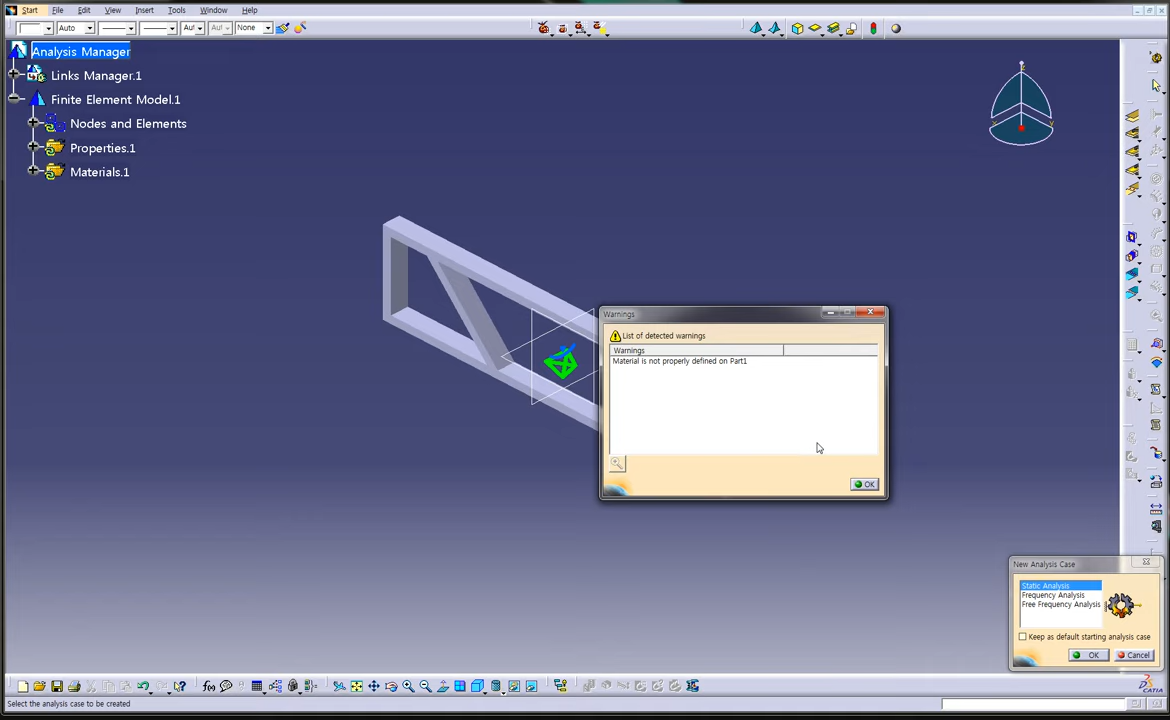 Start File Edit View Insert Tools Window Help
Auto None
Analysis Manager
Links Manager.1
Finite Element Model.1
Nodes and Elements
Properties.1
Materials.1
Warnings
List of detected warnings
Warnings
Material is not properly defined on Part1
OK
New Analysis Case
Static Analysis
Frequency Analysis
Free Frequency Analysis
Keep as default starting analysis case
OK Cancel
Select the analysis case to be created
CATIA